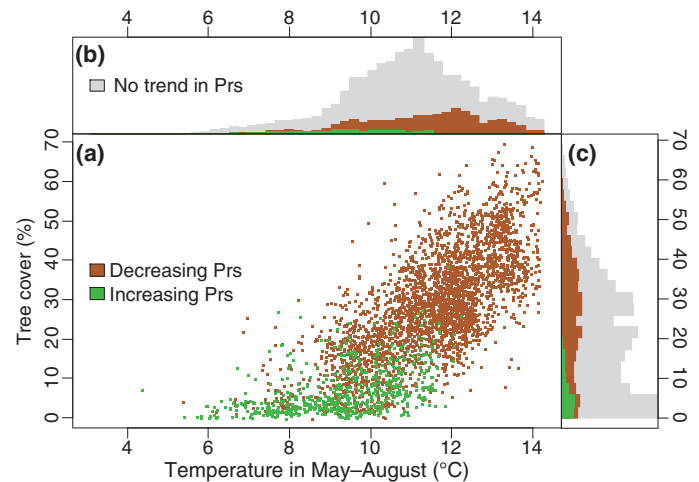 4 6 8 10 12 14
(b)
No trend in Prs
(a)
(c)
70
60
50
40
30
20
10
0
Tree cover (%)
Decreasing Prs
Increasing Prs
70
60
50
40
30
20
10
0
4 6 8 10 12 14
Temperature in May–August (°C)